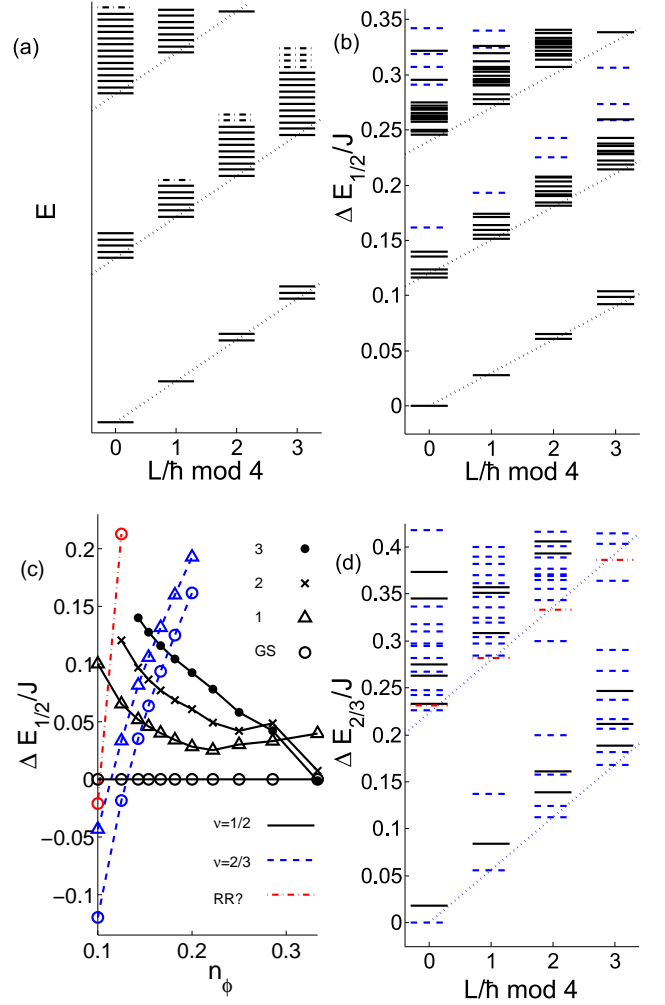 (a)
E
0 1 2 3
L/ħ mod 4
(b)
Δ E1/2/J
0.35
0.3
0.25
0.2
0.15
0.1
0.05
0
0 1 2 3
L/ħ mod 4
(c)
Δ E1/2/J
0.2
0.15
0.1
0.05
0
−0.05
−0.1
3
2
1
GS
ν=1/2
ν=2/3
RR?
0.1 0.2 0.3
nϕ
(d)
Δ E2/3/J
0.4
0.3
0.2
0.1
0.35
0.25
0.15
0.05
0
0 1 2 3
L/ħ mod 4